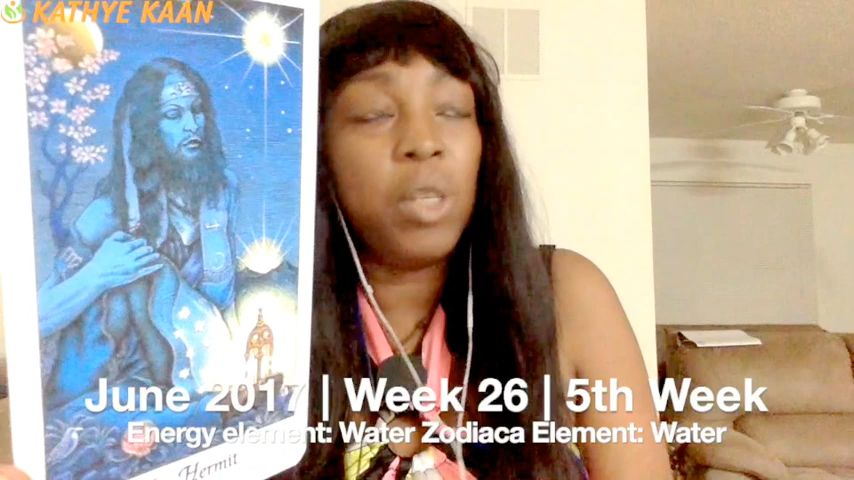 KATHYE KAAN
June 2017 | Week 26 | 5th Week
Energy element: Water Zodiaca Element: Water
Hermit